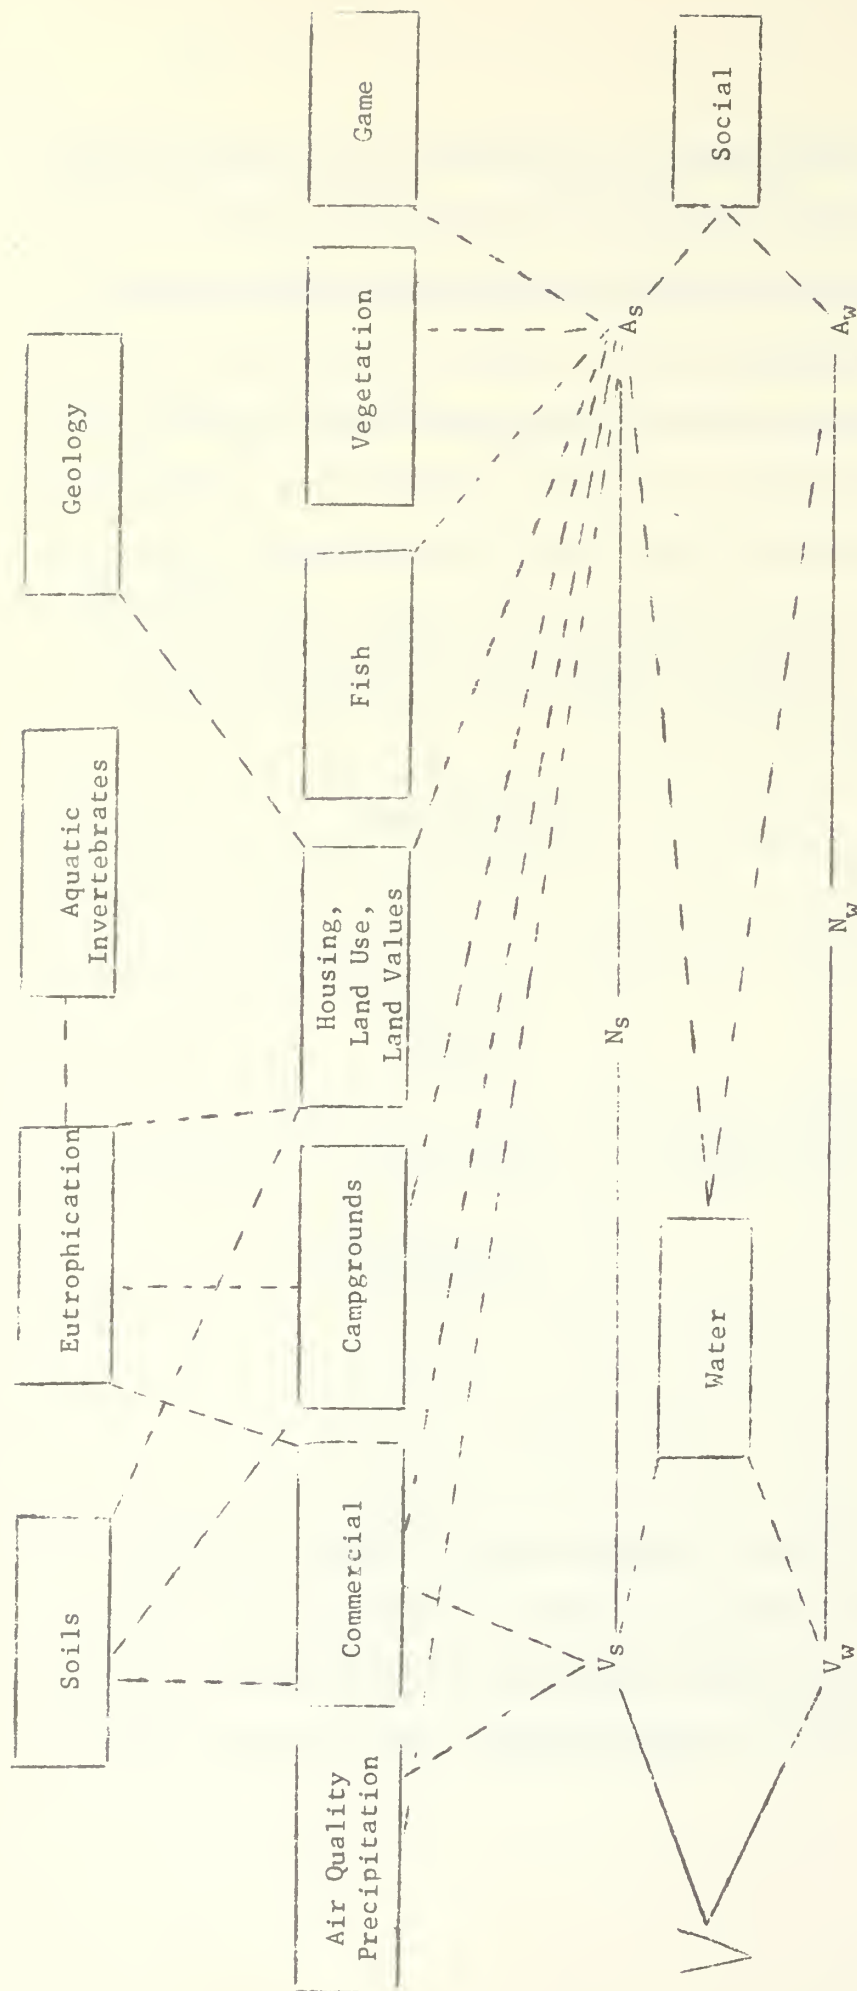 Soils
Eutrophication
Aquatic
Invertebrates
Geology
Air Quality
Precipitation
Commercial
Campgrounds
Housing,
Land Use,
Land Values
Fish
Vegetation
Game
Vs
Ns
As
V
Water
Social
Vw
Nw
Aw